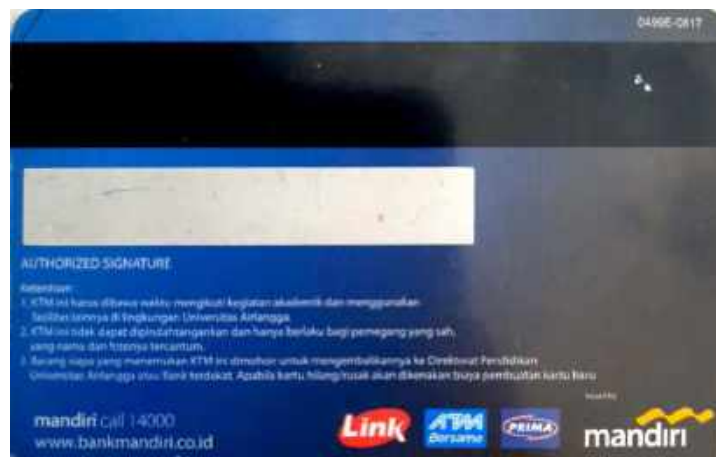 0499E-0817
AUTHORIZED SIGNATURE
Ketentuan:
1. KTM ini harus dibawa waktu mengikuti kegiatan akademik dan menggunakan
fasilitas lainnya di lingkungan Universitas Airlangga.
2. KTM ini tidak dapat dipindahtangankan dan hanya berlaku bagi pemegang yang sah,
yang nama dan fotonya tercantum.
3. Barang siapa yang menemukan KTM ini dimohon untuk mengembalikannya ke Direktorat Pendidikan
Universitas Airlangga atau Bank terdekat. Apabila kartu hilang/rusak akan dikenakan biaya pembuatan kartu baru
mandiri call 14000
www.bankmandiri.co.id
Link
ATM
Bersama
PRIMA
mandiri